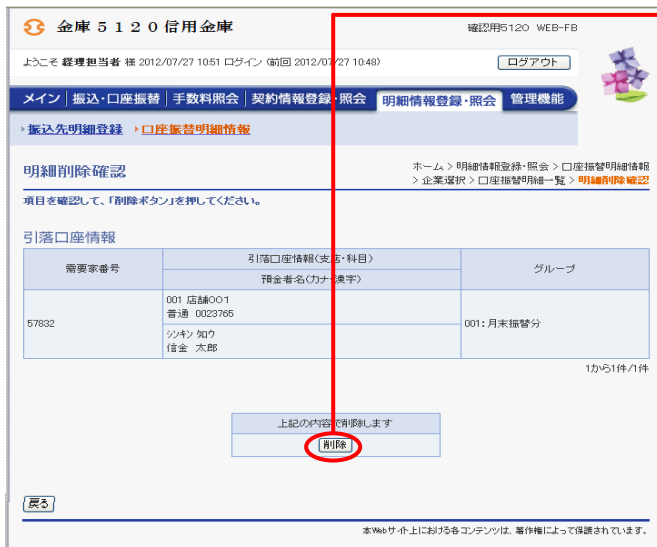 金庫５１２０信用金庫
確認用5120 WEB-FB
ようこそ 経理担当者 様 2012/07/27 10:51 ログイン (前回 2012/07/27 10:48)
ログアウト
メイン 振込・口座振替 手数料照会 契約情報登録・照会 明細情報登録・照会 管理機能
振込先明細登録 口座振替明細情報
明細削除確認
ホーム > 明細情報登録・照会 > 口座振替明細情報
> 企業選択 > 口座振替明細一覧 > 明細削除確認
項目を確認して、「削除ボタン」を押してください。
引落口座情報
需要家番号
引落口座情報(支店・科目)
預金者名(カナ・漢字)
グループ
57832
001 店舗〇〇1
普通 0023765
シンキン タロウ
信金 太郎
001：月末振替分
1から1件/1件
上記の内容で削除します
削除
戻る
本Webサイト上における各コンテンツは、著作権によって保護されています。